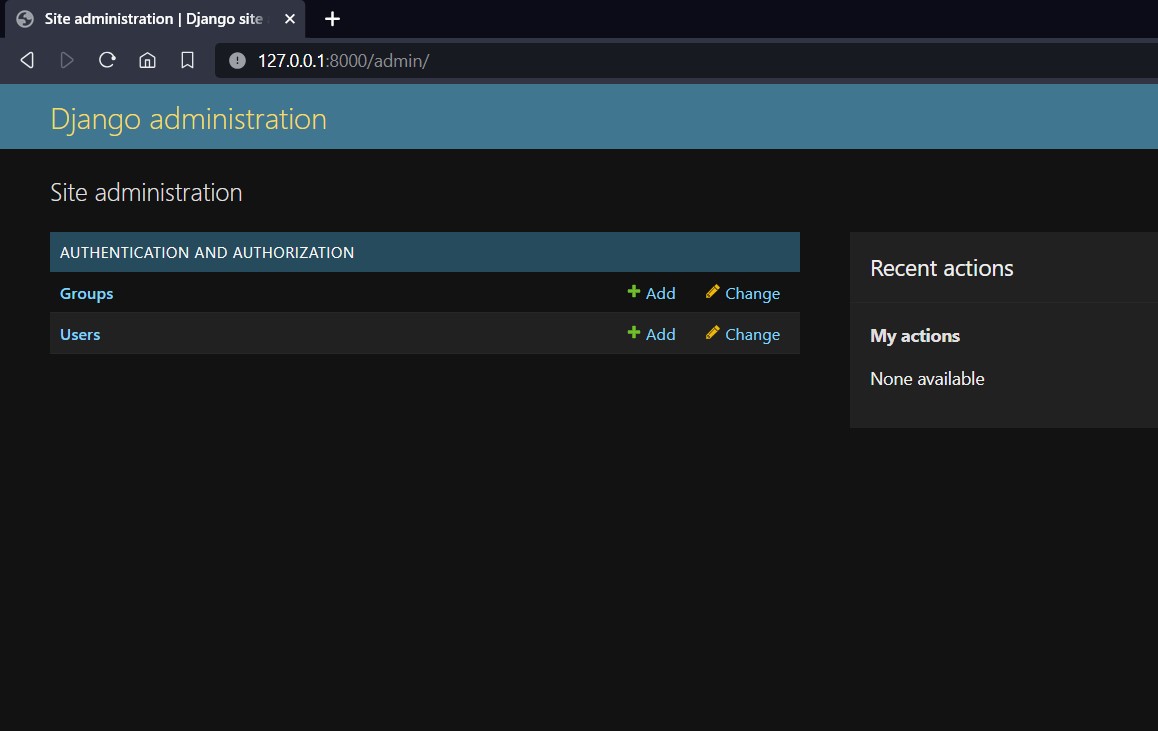 Site administration | Django site
127.0.0.1:8000/admin/
Django administration
Site administration
AUTHENTICATION AND AUTHORIZATION
Groups Add Change
Users Add Change
Recent actions
My actions
None available